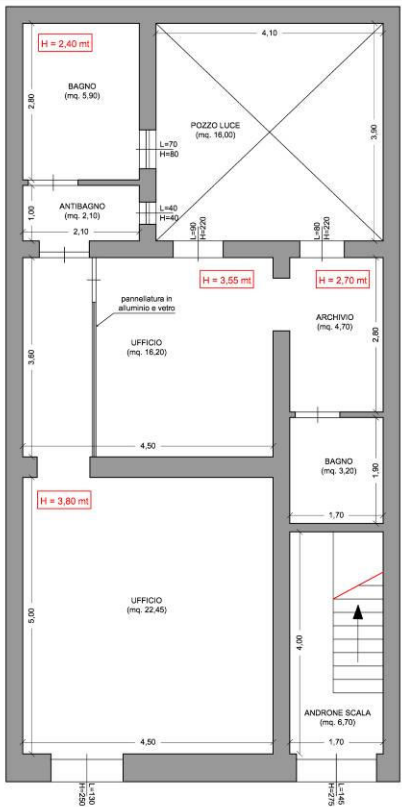 H = 2,40 mt
4,10
BAGNO
(mq. 5,90)
2,80
POZZO LUCE
(mq. 16,00)
3,90
L=70
H=80
ANTIBAGNO
(mq. 2,10)
1,00
2,10
L=40
H=40
L=90
H=220
L=80
H=220
H = 3,55 mt
H = 2,70 mt
pannellatura in
alluminio e vetro
ARCHIVIO
(mq. 4,70)
2,80
3,60
UFFICIO
(mq. 16,20)
4,50
BAGNO
(mq. 3,20)
1,90
1,70
H = 3,80 mt
UFFICIO
(mq. 22,45)
5,00
4,00
ANDRONE SCALA
(mq. 6,70)
4,50
1,70
L=130
H=250
L=145
H=275